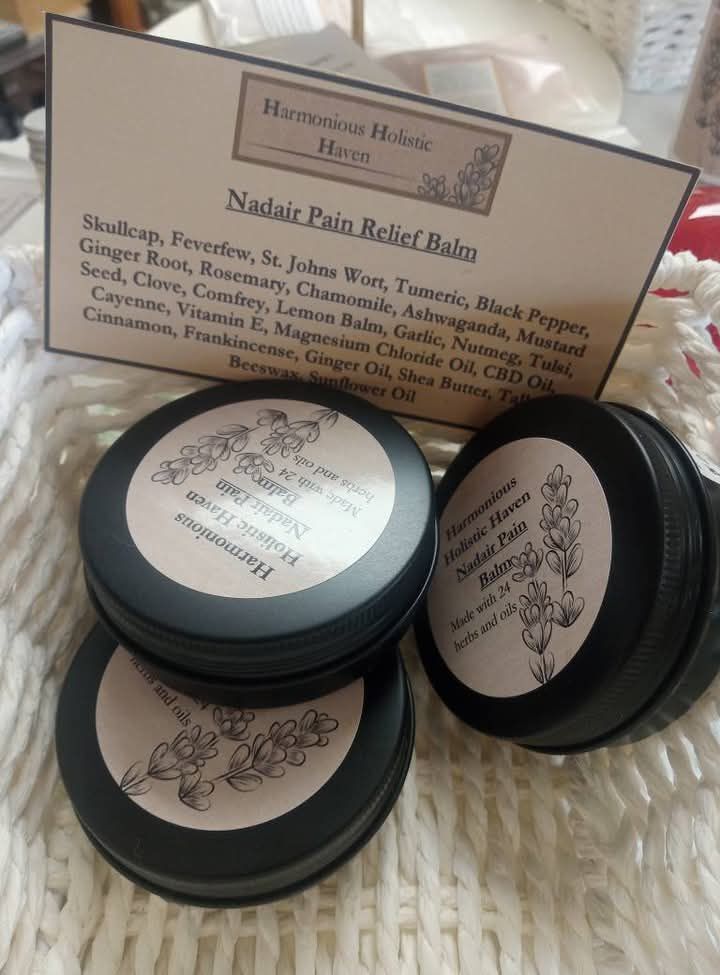 Harmonious Holistic
Haven
Nadair Pain Relief Balm
Skullcap, Feverfew, St. Johns Wort, Tumeric, Black Pepper,
Ginger Root, Rosemary, Chamomile, Ashwaganda, Mustard
Seed, Clove, Comfrey, Lemon Balm, Garlic, Nutmeg, Tulsi,
Cayenne, Vitamin E, Magnesium Chloride Oil, CBD Oil,
Cinnamon, Frankincense, Ginger Oil, Shea Butter,
Beeswax, Sunflower Oil
Harmonious
Holistic Haven
Nadair Pain
Balm
Made with 24
herbs and oils
Harmonious
Holistic Haven
Nadair Pain
Balm
Made with 24
herbs and oils
herbs and oils